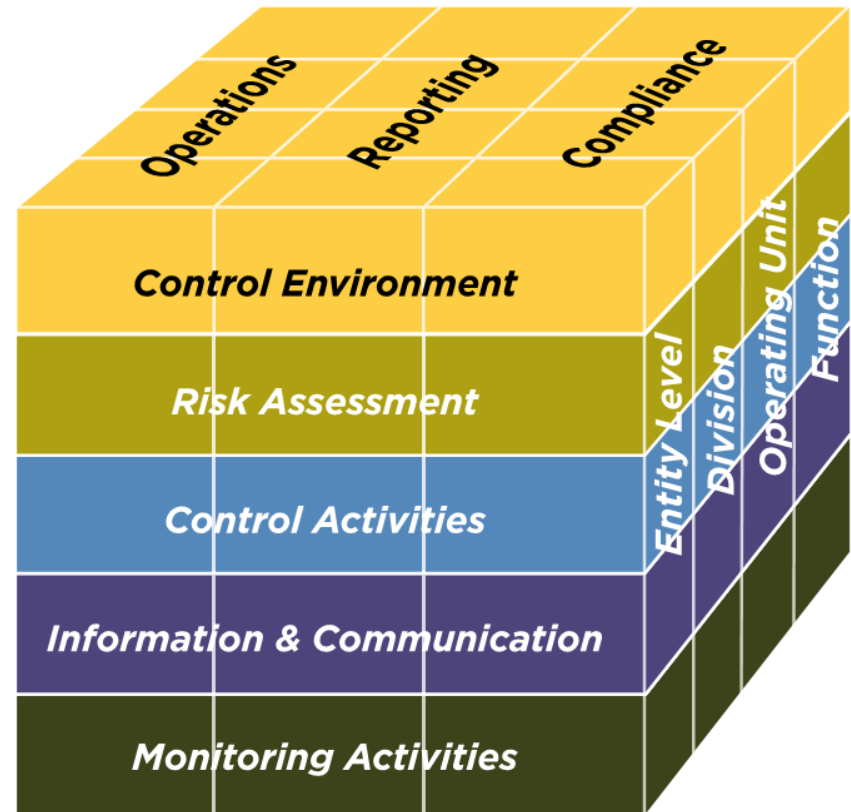 Operations
Reporting
Compliance
Control Environment
Risk Assessment
Control Activities
Information & Communication
Monitoring Activities
Entity Level
Division
Operating Unit
Function